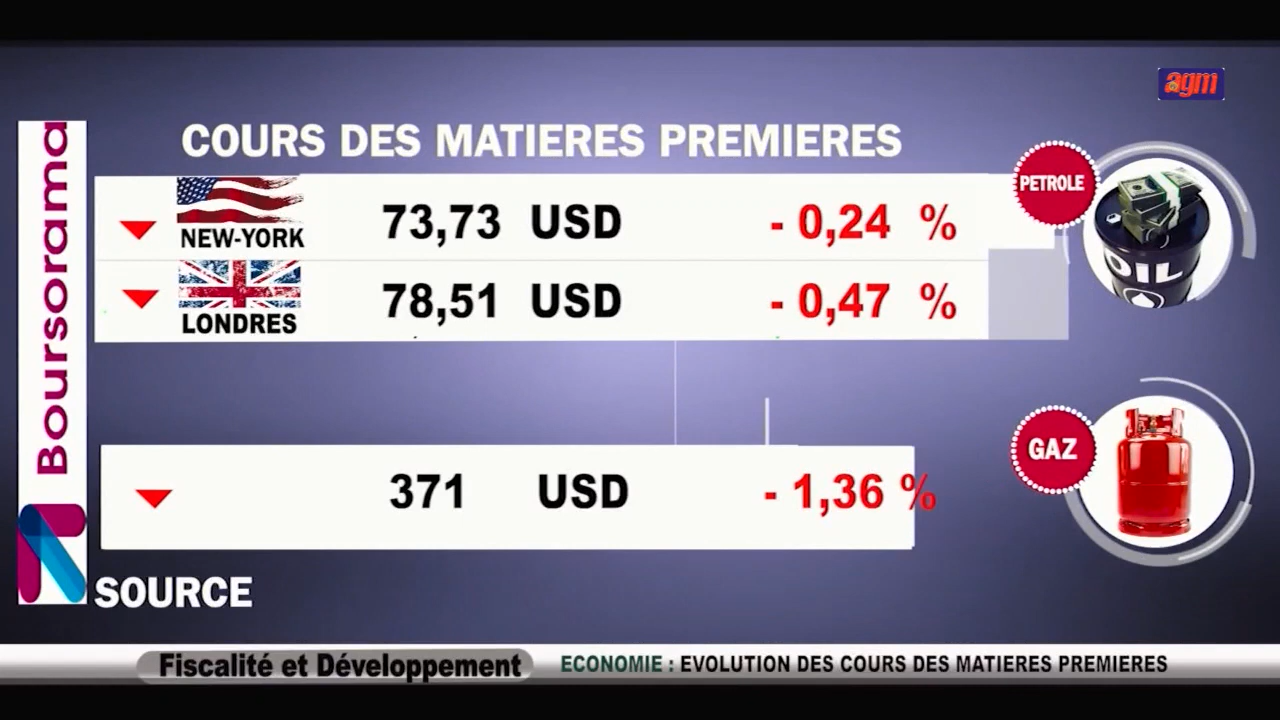 agm
COURS DES MATIERES PREMIERES
Boursorama
PETROLE
NEW-YORK 73,73 USD - 0,24 %
LONDRES 78,51 USD - 0,47 %
OIL
GAZ
371 USD - 1,36 %
SOURCE
Fiscalité et Développement
ECONOMIE : EVOLUTION DES COURS DES MATIERES PREMIERES